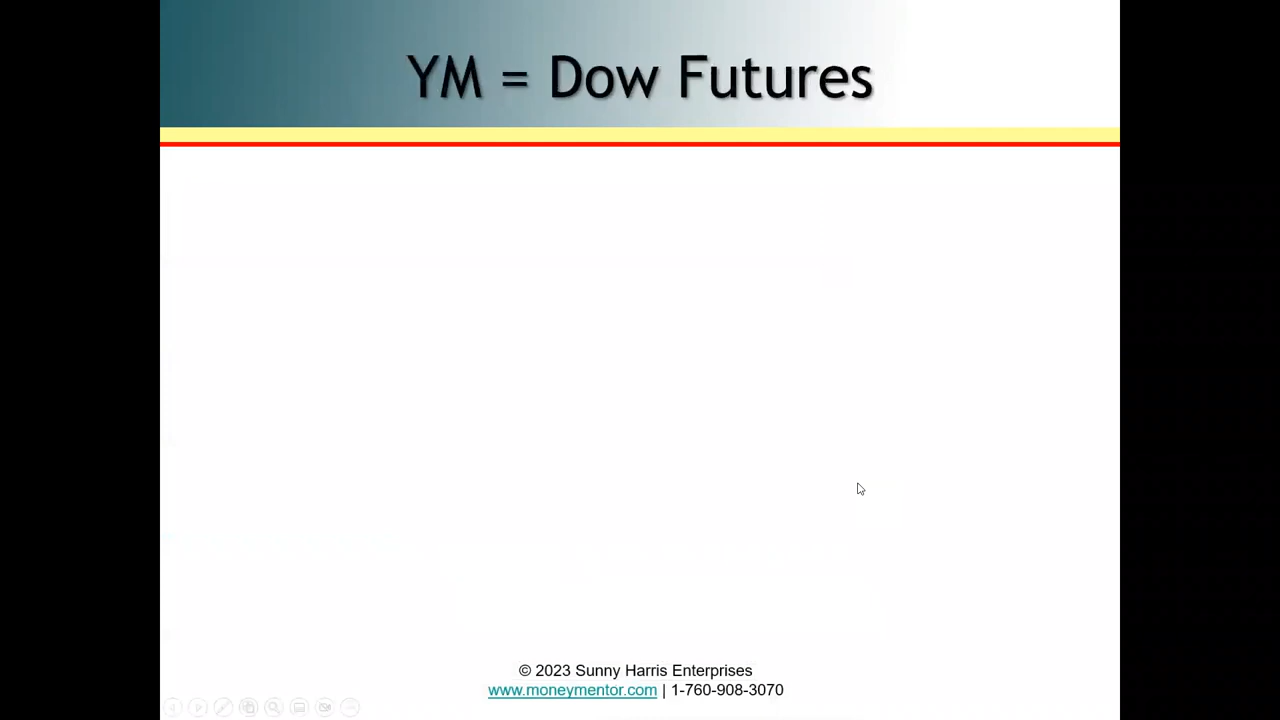 YM = Dow Futures
© 2023 Sunny Harris Enterprises
www.moneymentor.com | 1-760-908-3070